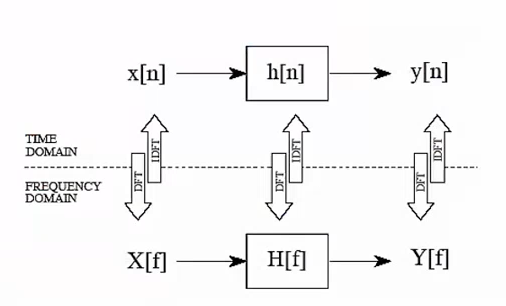 x[n]
h[n]
y[n]
TIME
DOMAIN
DFT
IDFT
DFT
IDFT
DFT
IDFT
FREQUENCY
DOMAIN
X[f]
H[f]
Y[f]